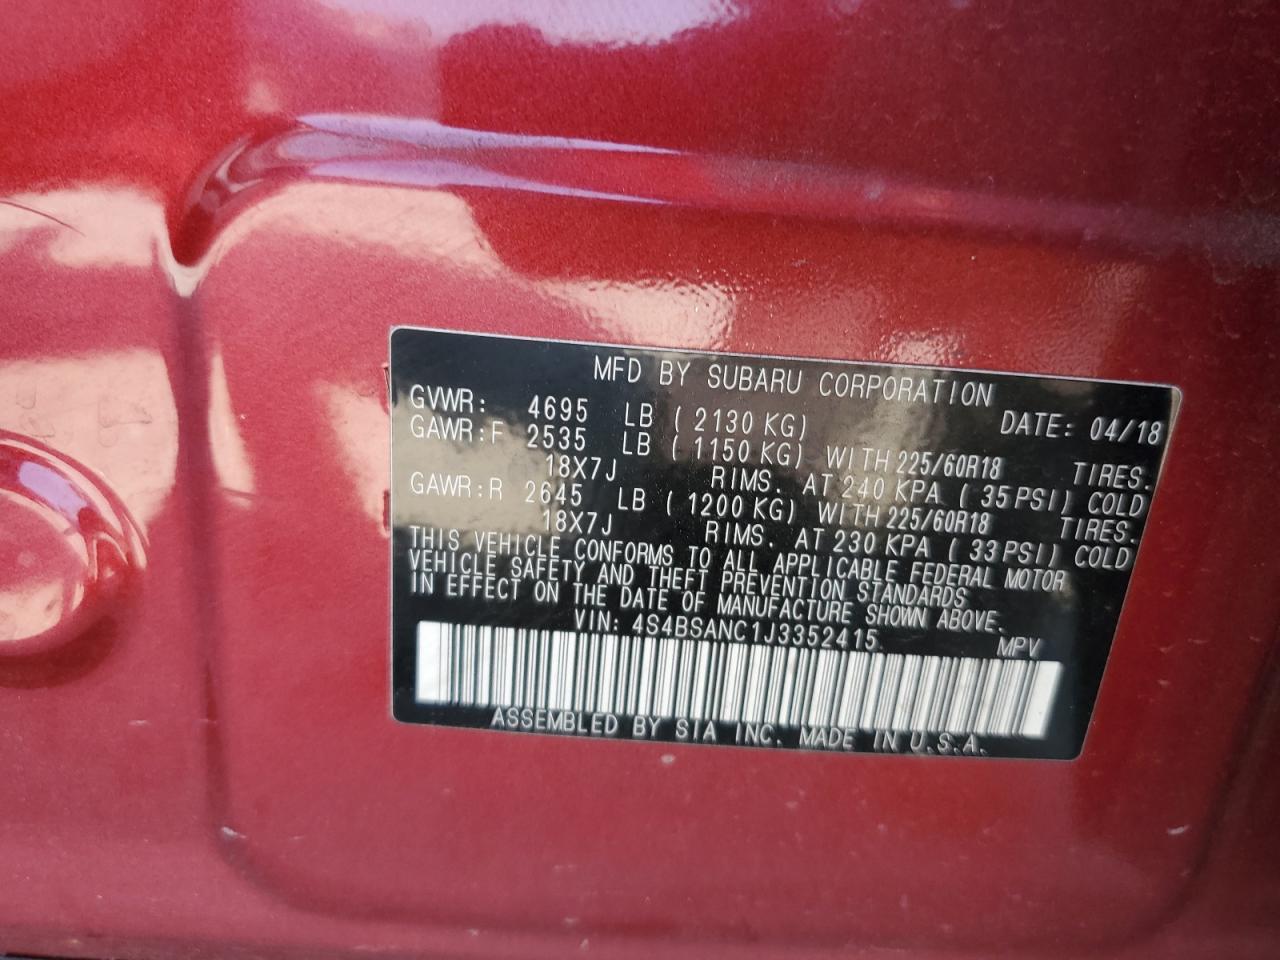 MFD BY SUBARU CORPORATION
GVWR: 4695 LB ( 2130 KG) DATE: 04/18
GAWR:F 2535 LB ( 1150 KG) WITH 225/60R18 TIRES.
18X7J RIMS. AT 240 KPA ( 35 PSI) COLD
GAWR:R 2645 LB ( 1200 KG) WITH 225/60R18 TIRES.
18X7J RIMS. AT 230 KPA ( 33 PSI) COLD
THIS VEHICLE CONFORMS TO ALL APPLICABLE FEDERAL MOTOR
VEHICLE SAFETY AND THEFT PREVENTION STANDARDS
IN EFFECT ON THE DATE OF MANUFACTURE SHOWN ABOVE.
VIN: 4S4BSANC1J3352415 MPV
ASSEMBLED BY SIA INC. MADE IN U.S.A.